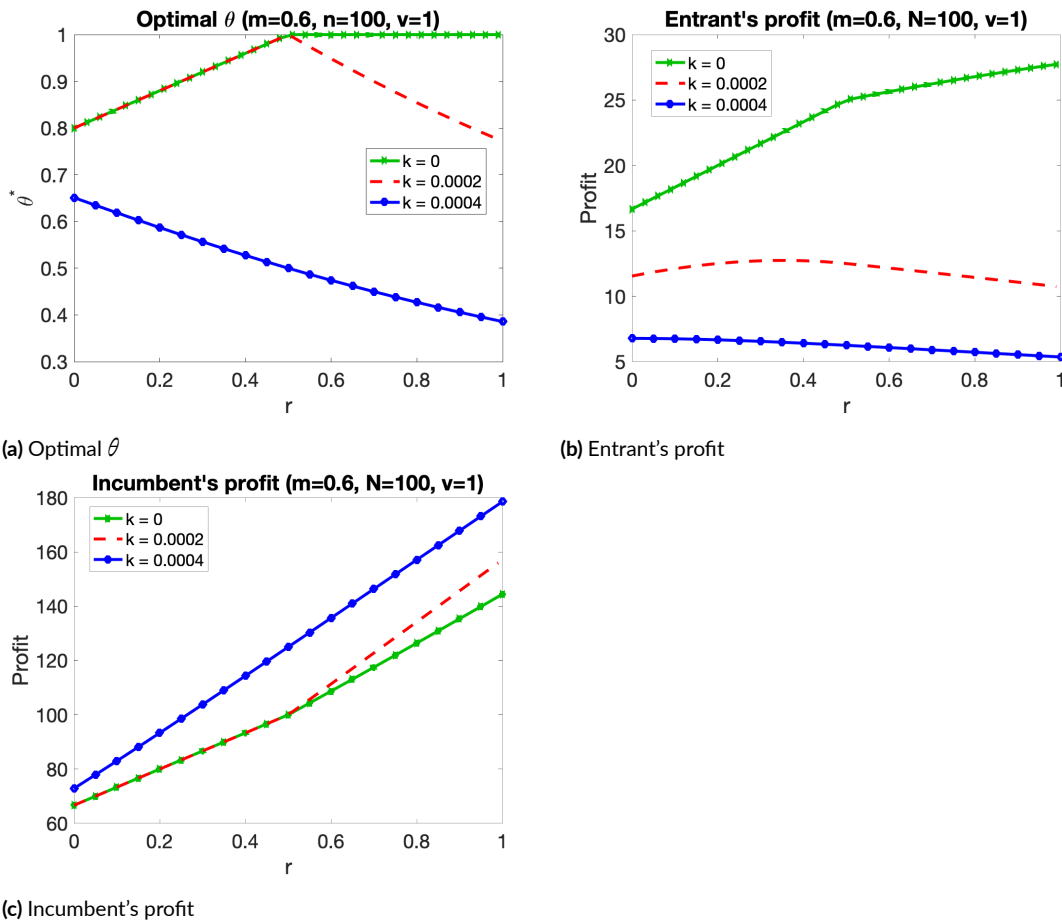 Optimal θ (m=0.6, n=100, v=1)
1
0.9
0.8
0.7
0.6
0.5
0.4
0.3
θ*
k = 0
k = 0.0002
k = 0.0004
0 0.2 0.4 0.6 0.8 1
r
(a) Optimal θ
Entrant's profit (m=0.6, N=100, v=1)
30
25
20
15
10
5
Profit
k = 0
k = 0.0002
k = 0.0004
0 0.2 0.4 0.6 0.8 1
r
(b) Entrant’s profit
Incumbent's profit (m=0.6, N=100, v=1)
180
160
140
120
100
80
60
Profit
k = 0
k = 0.0002
k = 0.0004
0 0.2 0.4 0.6 0.8 1
r
(c) Incumbent’s profit